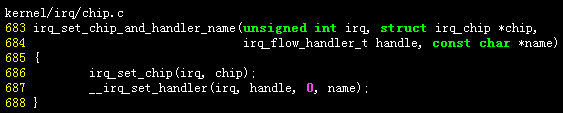 kernel/irq/chip.c
683 irq_set_chip_and_handler_name(unsigned int irq, struct irq_chip *chip,
684                               irq_flow_handler_t handle, const char *name)
685 {
686         irq_set_chip(irq, chip);
687         __irq_set_handler(irq, handle, 0, name);
688 }